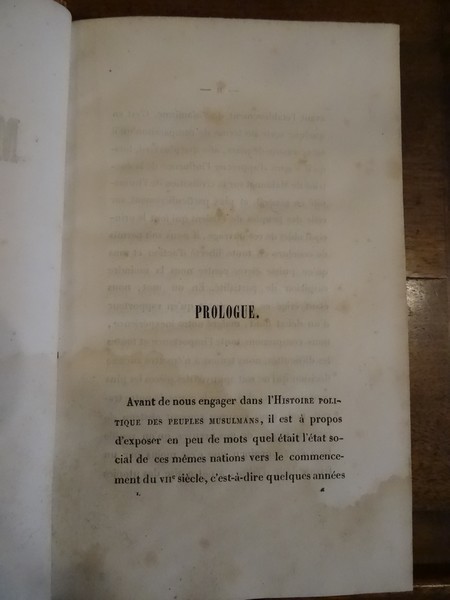 PROLOGUE.
Avant de nous engager dans l'HISTOIRE POLI-
TIQUE DES PEUPLES MUSULMANS, il est à propos
d'exposer en peu de mots quel était l'état so-
cial de ces mêmes nations vers le commence-
ment du VIIe siècle, c'est-à-dire quelques années